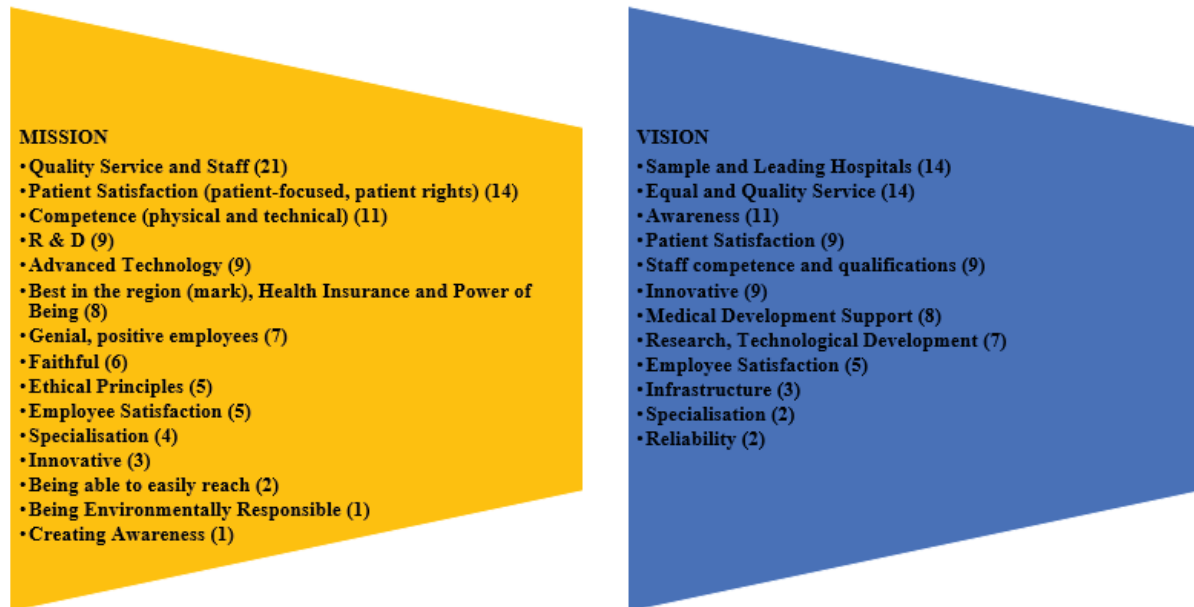 MISSION
•Quality Service and Staff (21)
•Patient Satisfaction (patient-focused, patient rights) (14)
•Competence (physical and technical) (11)
•R & D (9)
•Advanced Technology (9)
•Best in the region (mark), Health Insurance and Power of
Being (8)
•Genial, positive employees (7)
•Faithful (6)
•Ethical Principles (5)
•Employee Satisfaction (5)
•Specialisation (4)
•Innovative (3)
•Being able to easily reach (2)
•Being Environmentally Responsible (1)
•Creating Awareness (1)
VISION
•Sample and Leading Hospitals (14)
•Equal and Quality Service (14)
•Awareness (11)
•Patient Satisfaction (9)
•Staff competence and qualifications (9)
•Innovative (9)
•Medical Development Support (8)
•Research, Technological Development (7)
•Employee Satisfaction (5)
•Infrastructure (3)
•Specialisation (2)
•Reliability (2)